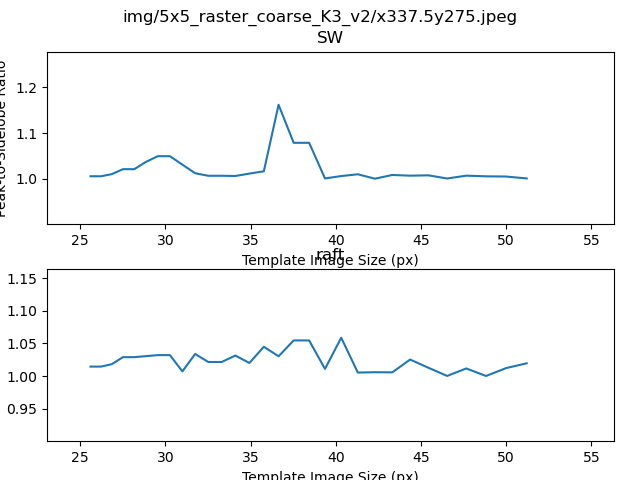 img/5x5_raster_coarse_K3_v2/x337.5y275.jpeg
SW
Peak-to-Sidelobe Ratio
1.2
1.1
1.0
25 30 35 40 45 50 55
Template Image Size (px)
raft
1.15
1.10
1.05
1.00
0.95
25 30 35 40 45 50 55
Template Image Size (px)